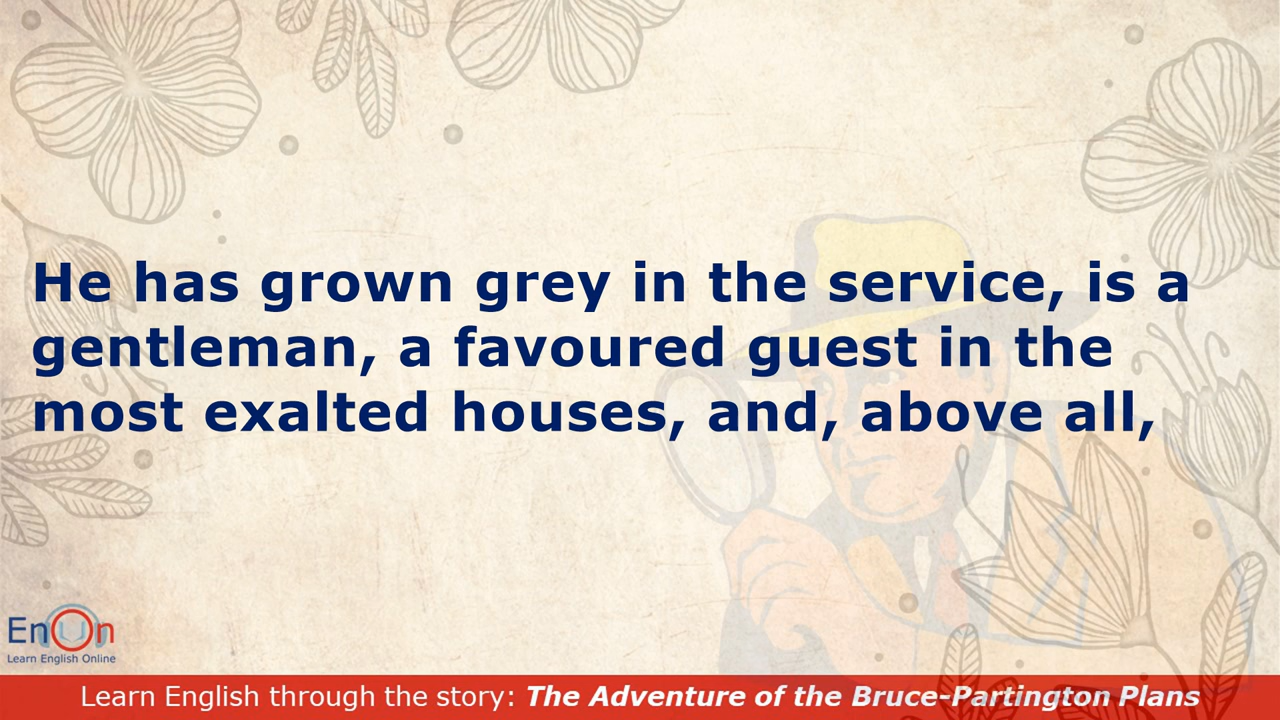 He has grown grey in the service, is a
gentleman, a favoured guest in the
most exalted houses, and, above all,
EnOn
Learn English Online
Learn English through the story: The Adventure of the Bruce-Partington Plans